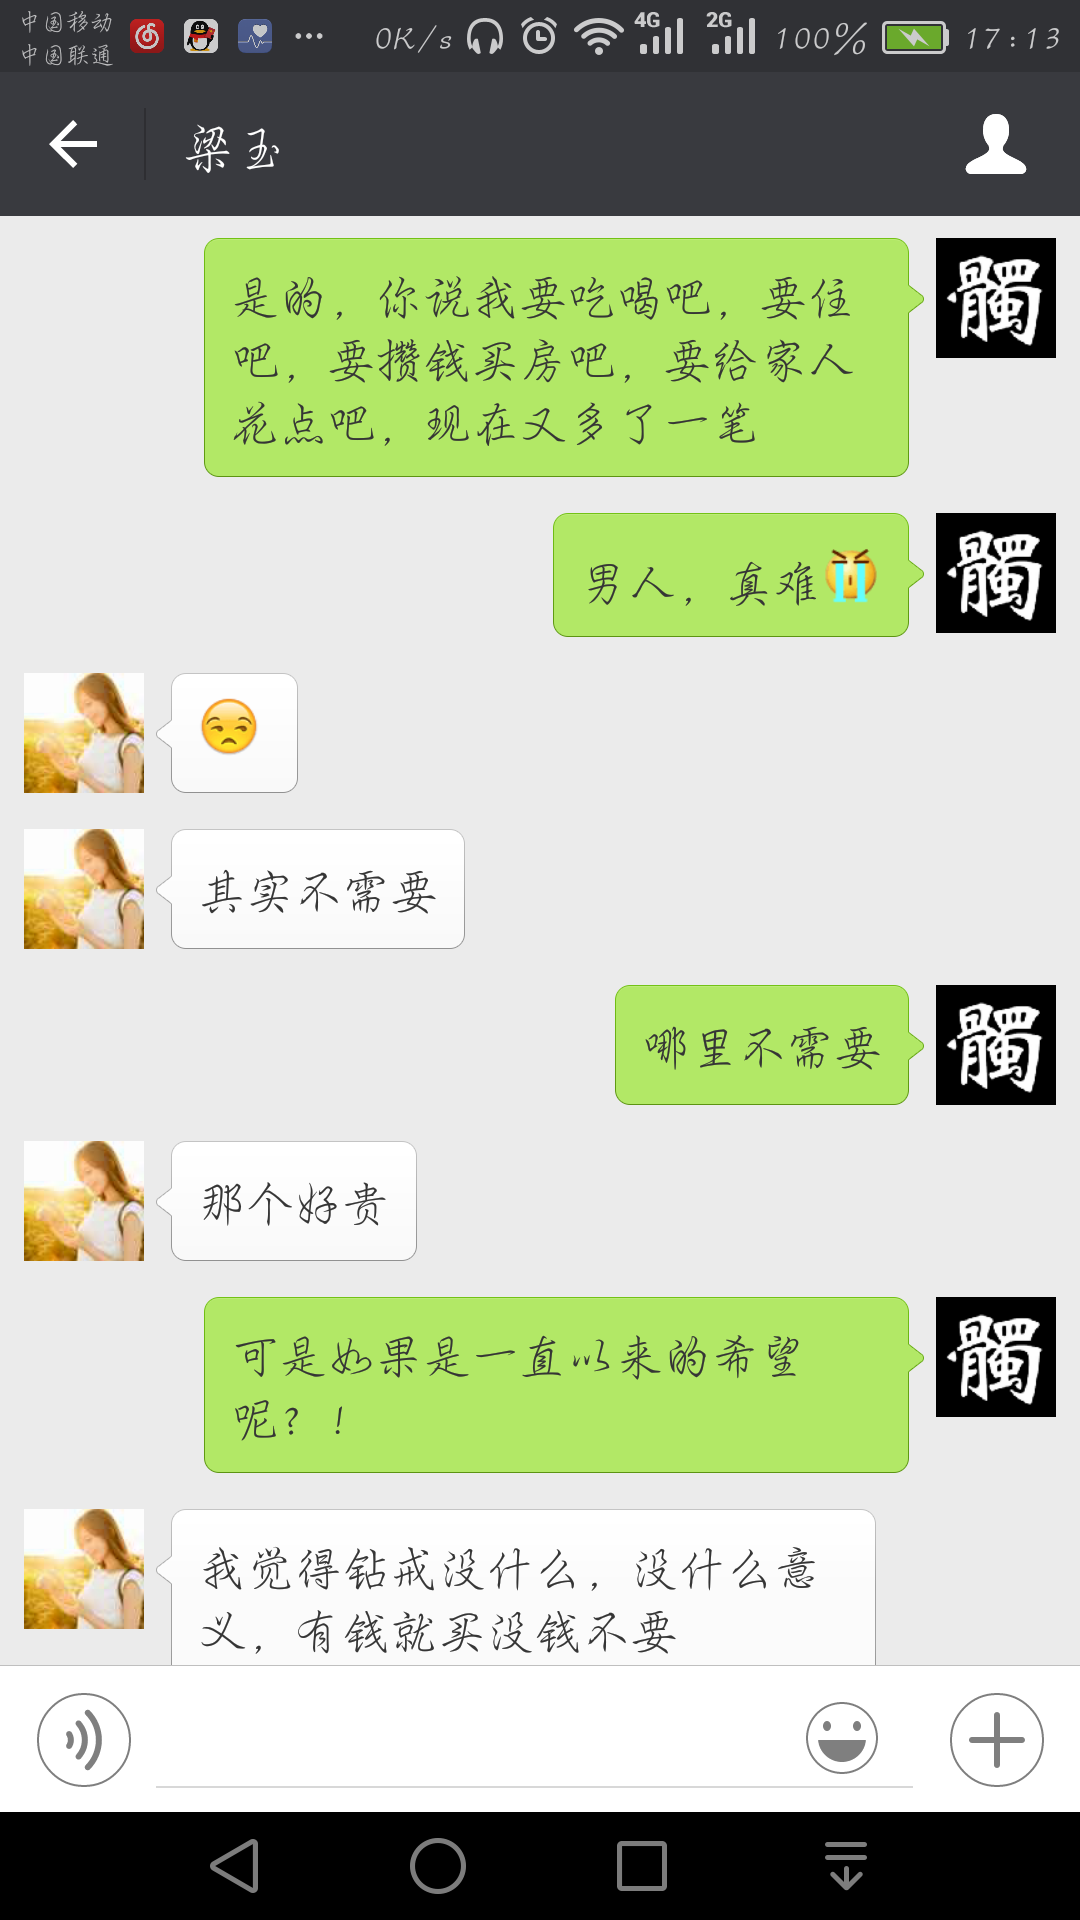 中国移动
中国联通
0K/s
4G
2G
100%
17:13
梁玉
是的，你说我要吃喝吧，要住
吧，要攒钱买房吧，要给家人
花点吧，现在又多了一笔
髑
男人，真难
髑
其实不需要
哪里不需要
髑
那个好贵
可是如果是一直以来的希望
呢？！
髑
我觉得钻戒没什么，没什么意
义，有钱就买没钱不要